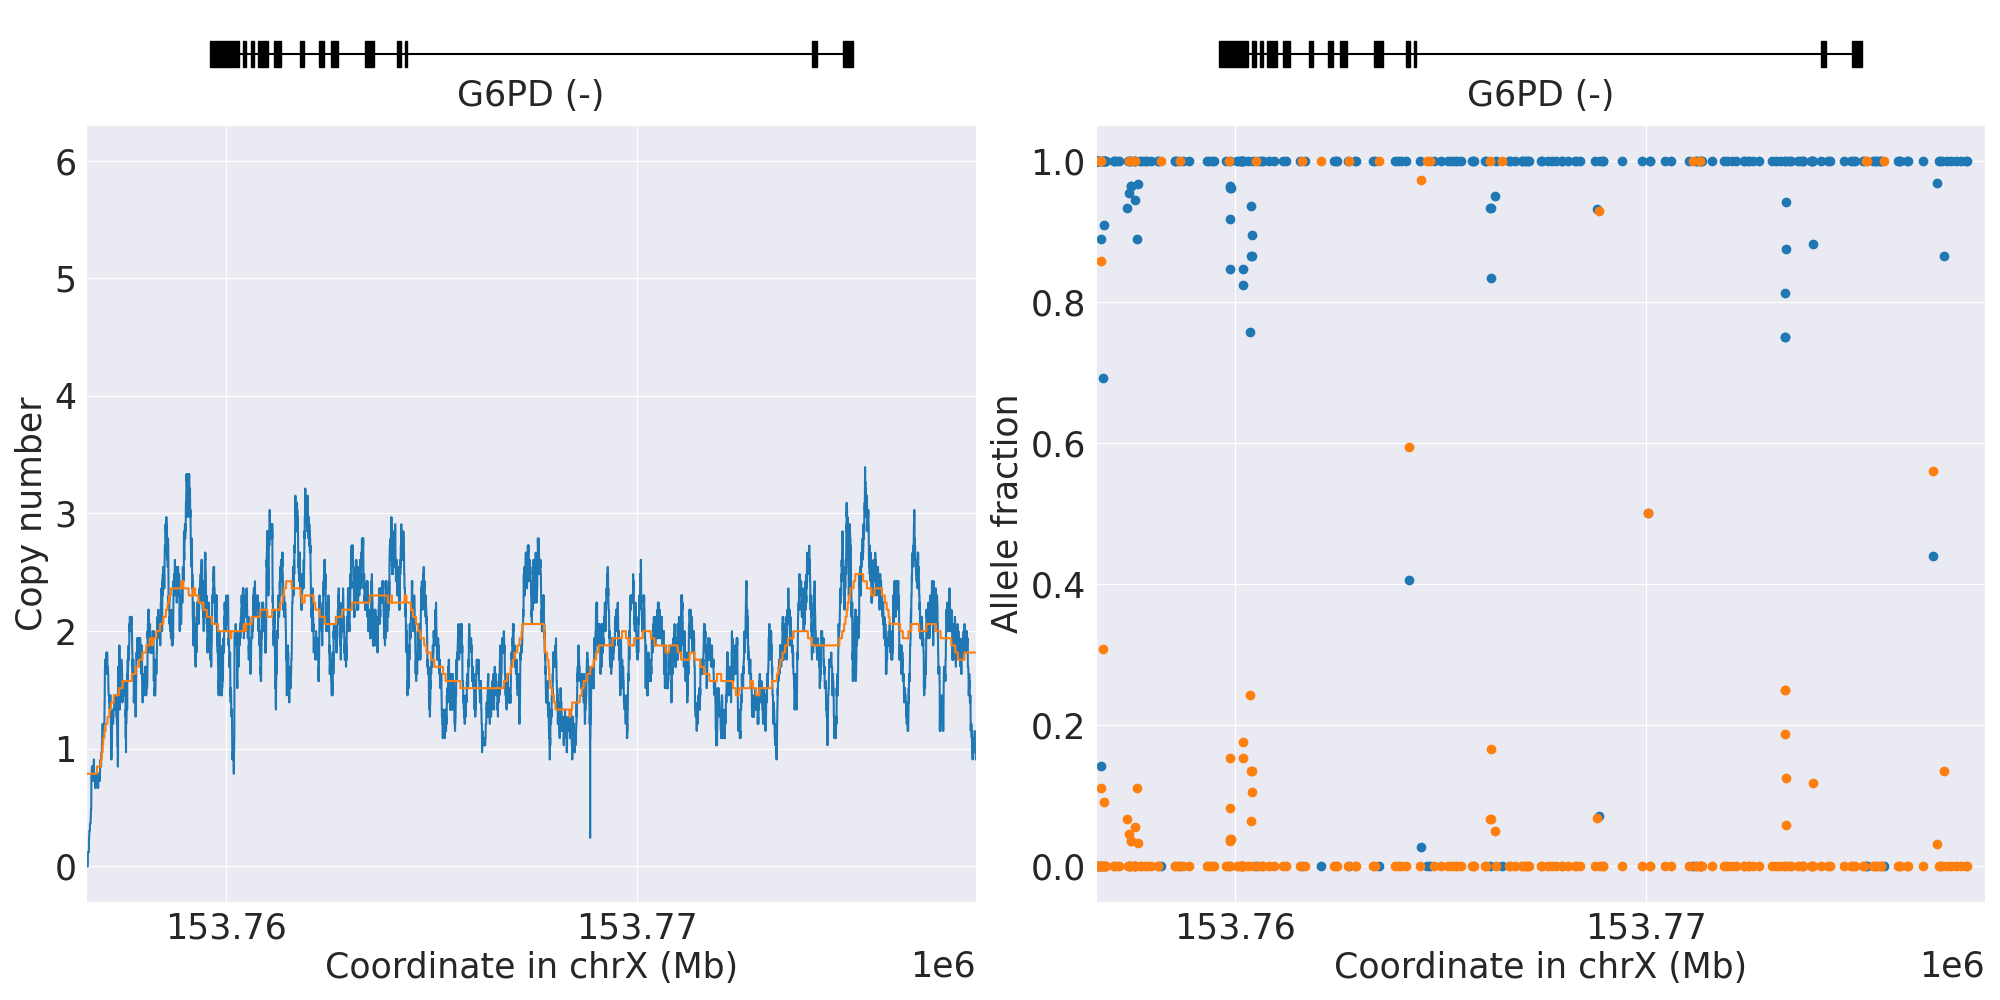 G6PD (-)
6
5
4
3
2
1
0
Copy number
153.76
153.77
Coordinate in chrX (Mb)
1e6
G6PD (-)
1.0
0.8
0.6
0.4
0.2
0.0
Allele fraction
153.76
153.77
Coordinate in chrX (Mb)
1e6